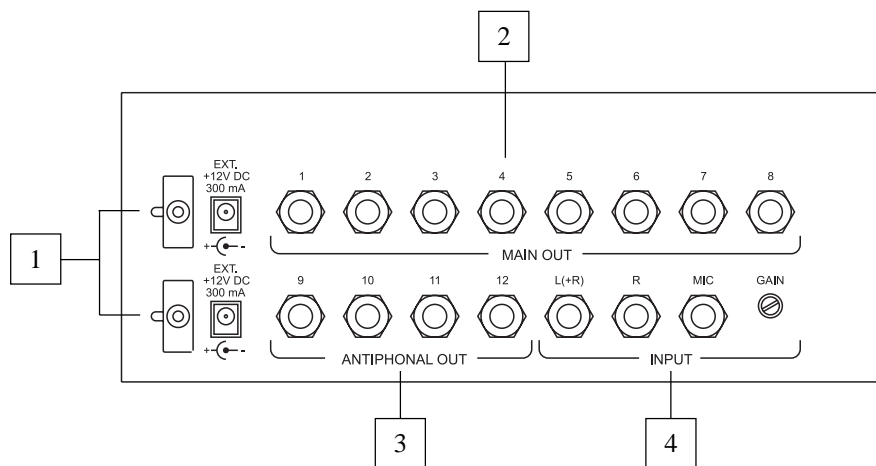 2
EXT.
+12V DC
300 mA
1 2 3 4 5 6 7 8
+ -
MAIN OUT
1
EXT.
+12V DC
300 mA
9 10 11 12 L(+R) R MIC GAIN
+ -
ANTIPHONAL OUT INPUT
3 4